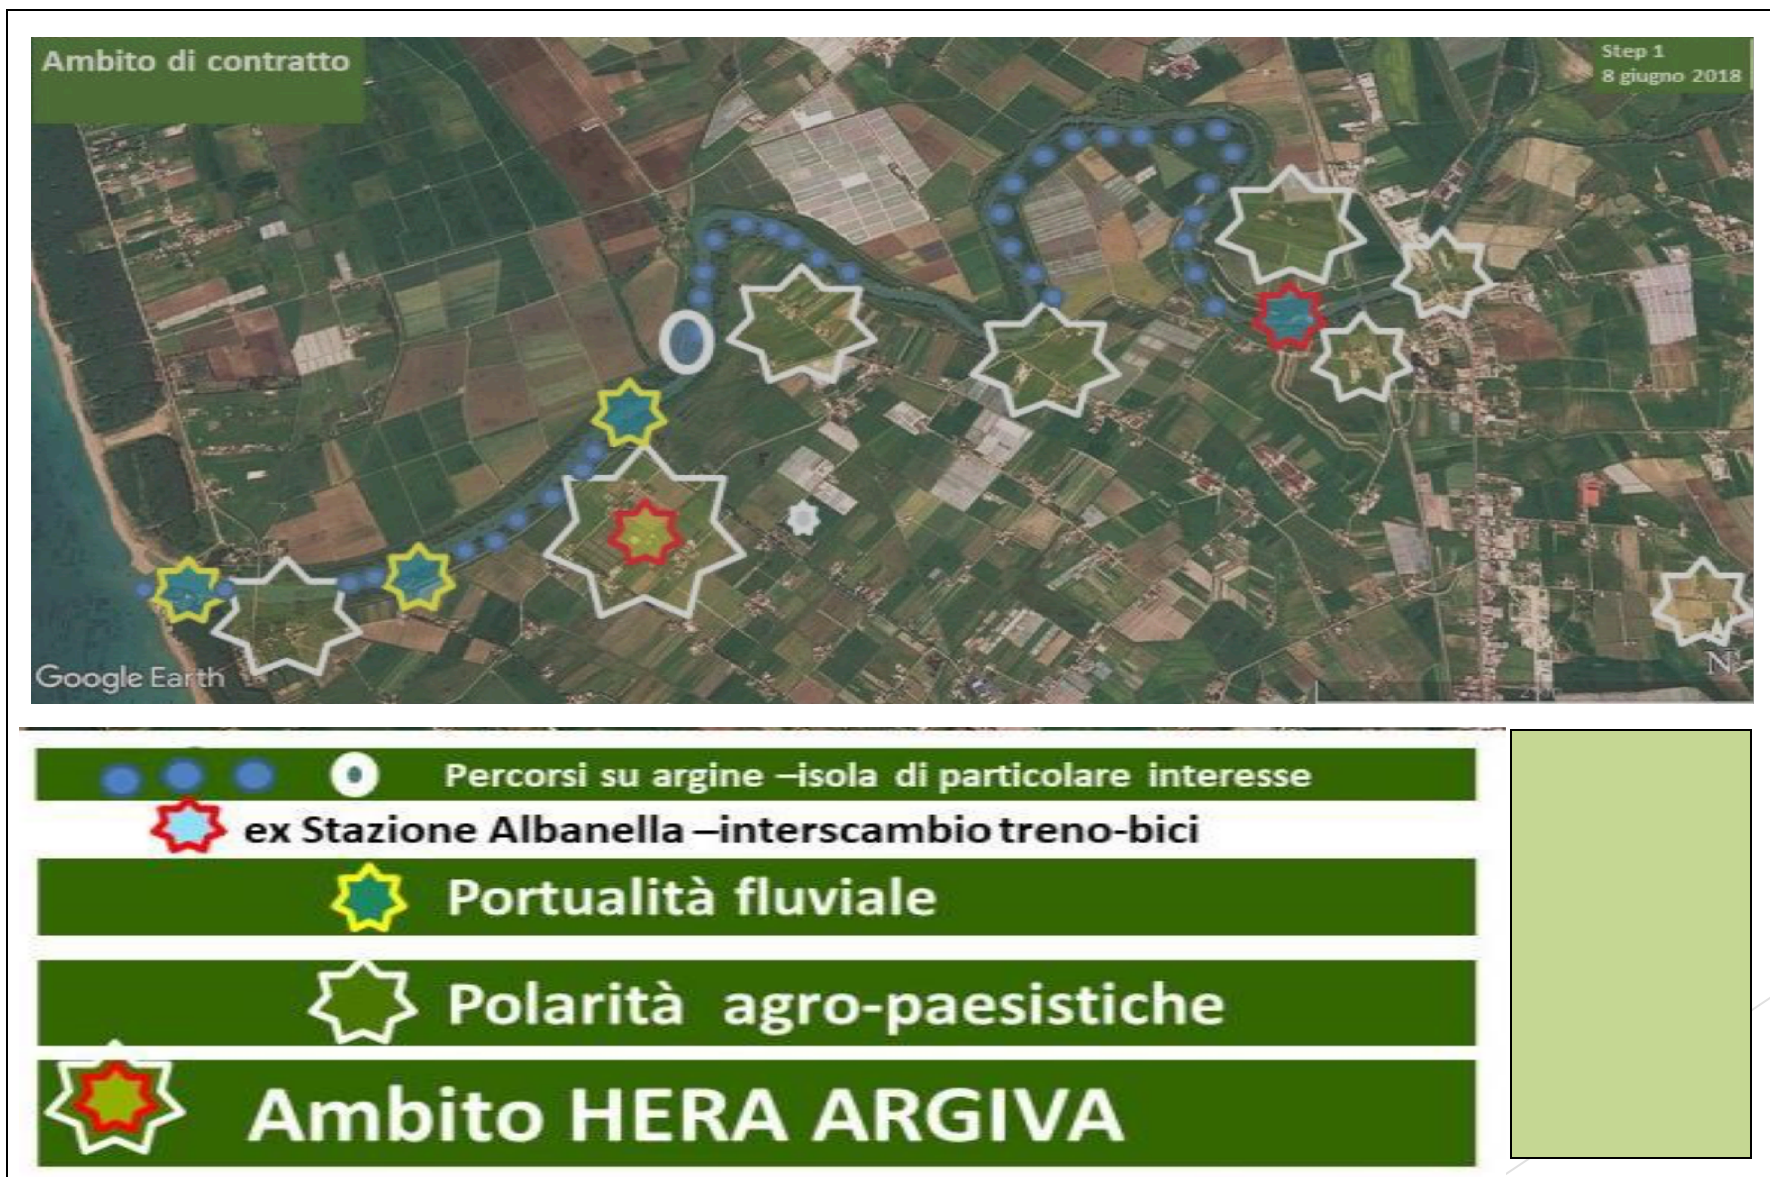 Ambito di contratto
Step 1
8 giugno 2018
Google Earth
N
Percorsi su argine –isola di particolare interesse
ex Stazione Albanella –interscambio treno-bici
Portualità fluviale
Polarità agro-paesistiche
Ambito HERA ARGIVA